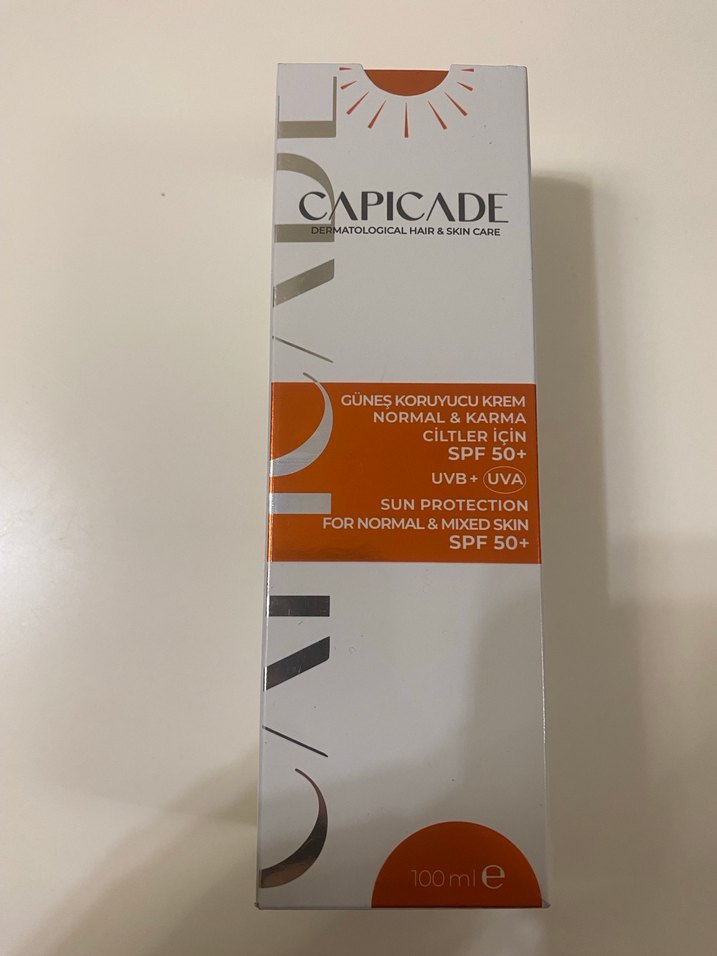 CAPICADE
DERMATOLOGICAL HAIR & SKIN CARE
CAPICADE
GÜNEŞ KORUYUCU KREM
NORMAL & KARMA
CİLTLER İÇİN
SPF 50+
UVB + UVA
SUN PROTECTION
FOR NORMAL & MIXED SKIN
SPF 50+
100 ml ℮